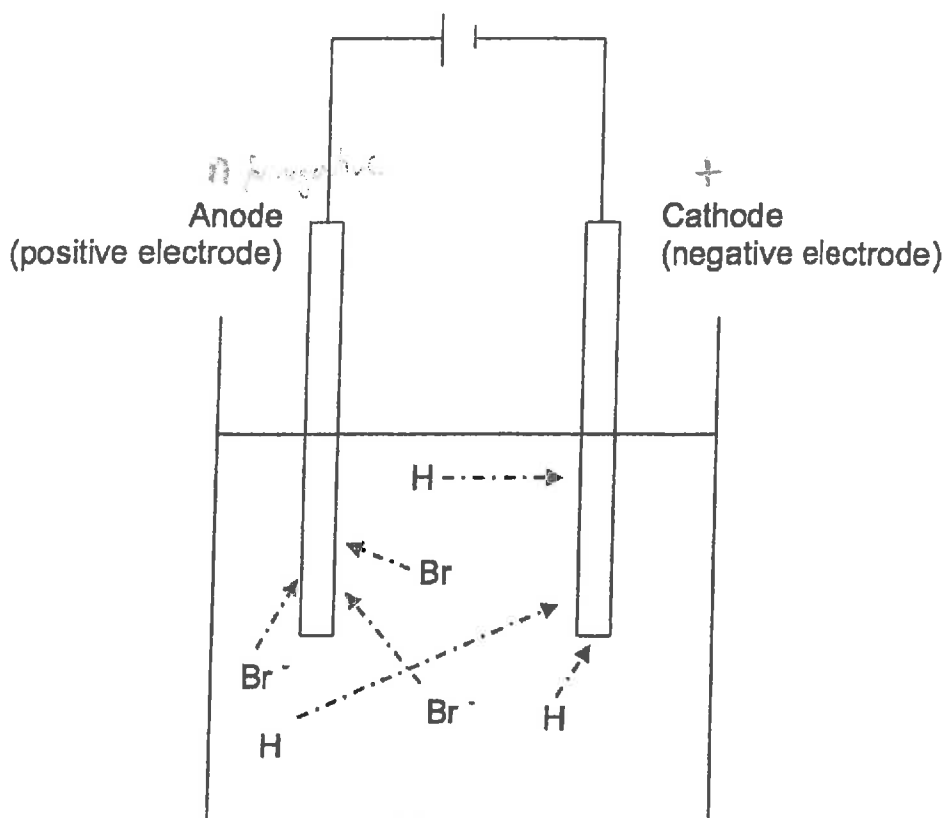 +
Anode
(positive electrode)
Cathode
(negative electrode)
H
Br
Br -
Br -
H
H